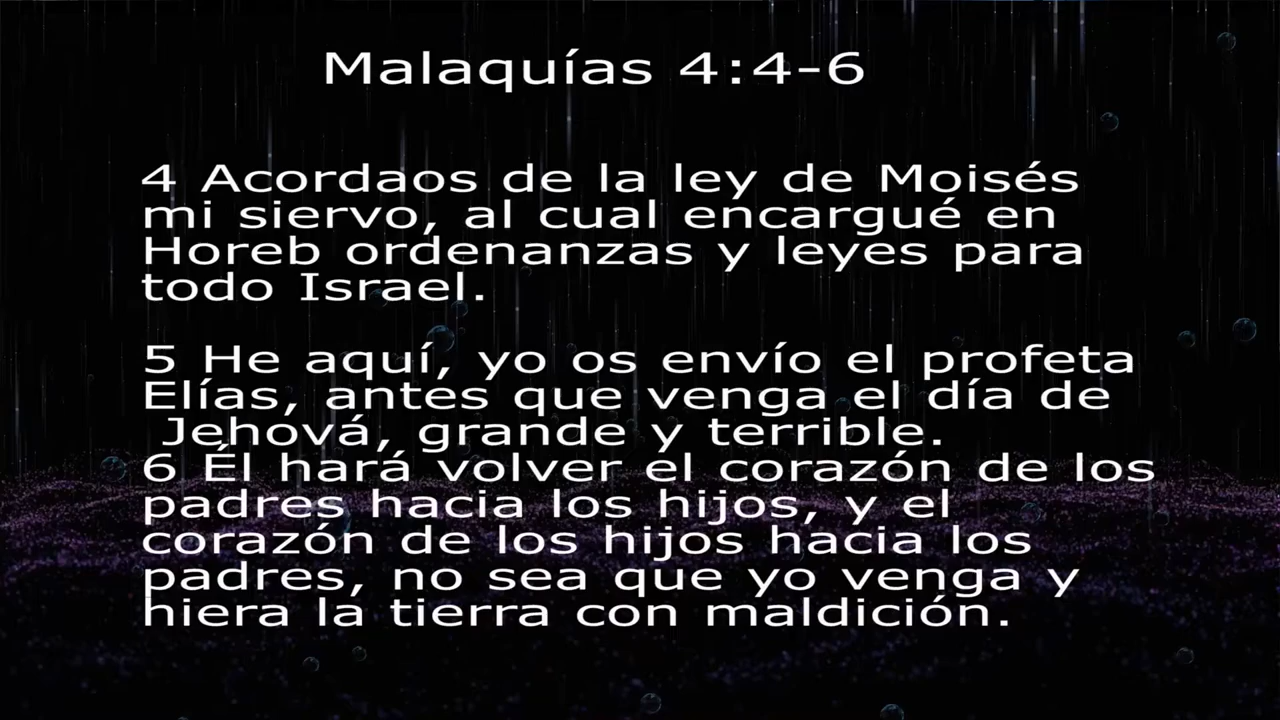 Malaquías 4:4-6
4 Acordaos de la ley de Moisés
mi siervo, al cual encargué en
Horeb ordenanzas y leyes para
todo Israel.
5 He aquí, yo os envío el profeta
Elías, antes que venga el día de
Jehová, grande y terrible.
6 Él hará volver el corazón de los
padres hacia los hijos, y el
corazón de los hijos hacia los
padres, no sea que yo venga y
hiera la tierra con maldición.